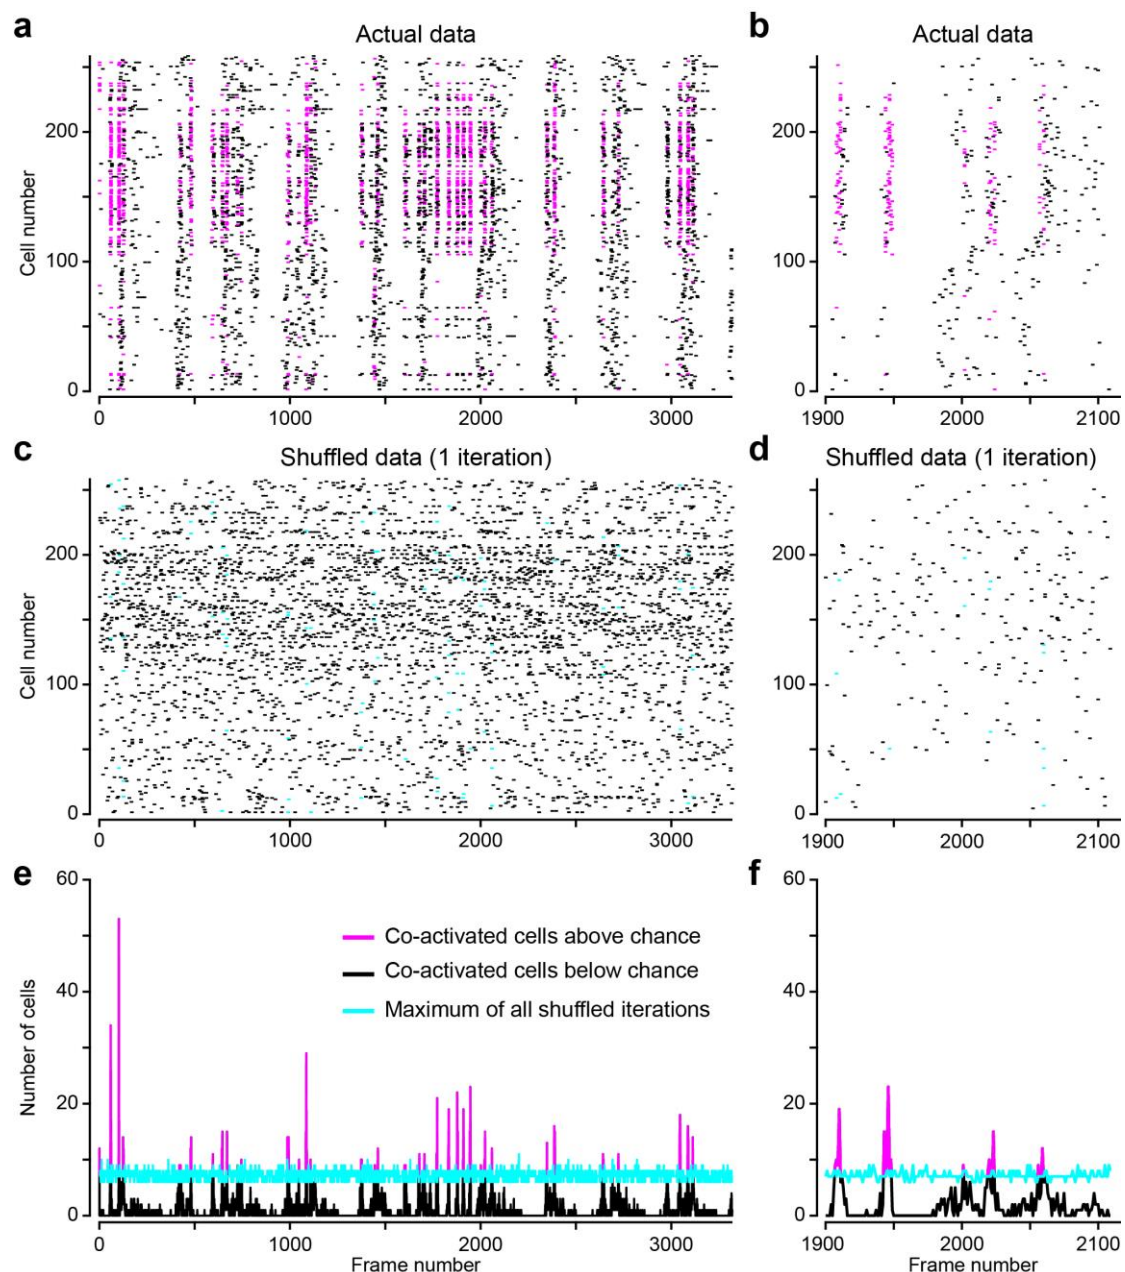 a
Actual data
b
Actual data
Cell number
200
100
0
0 1000 2000 3000
1900 2000 2100
c
Shuffled data (1 iteration)
d
Shuffled data (1 iteration)
Cell number
200
100
0
200
100
0
0 1000 2000 3000
1900 2000 2100
e
f
Number of cells
60
40
20
0
Co-activated cells above chance
Co-activated cells below chance
Maximum of all shuffled iterations
60
40
20
0
0 1000 2000 3000
Frame number
1900 2000 2100
Frame number